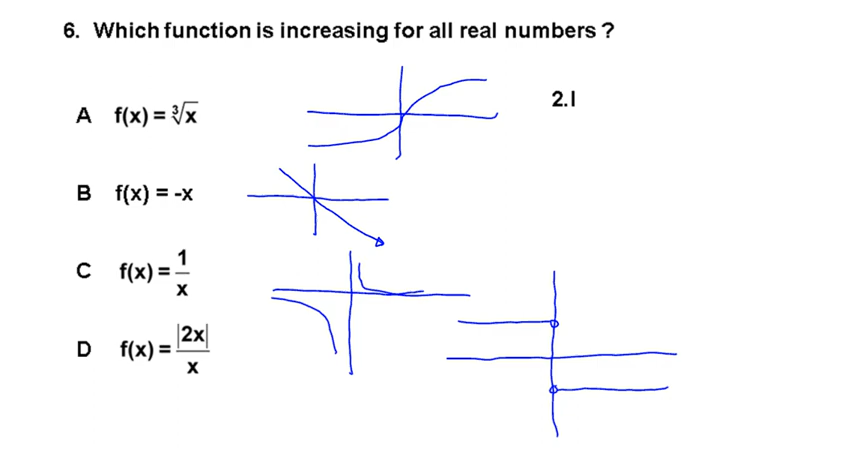 6. Which function is increasing for all real numbers ?
2.I
A f(x) = ∛x
B f(x) = -x
C f(x) = 1/x
D f(x) = |2x|/x